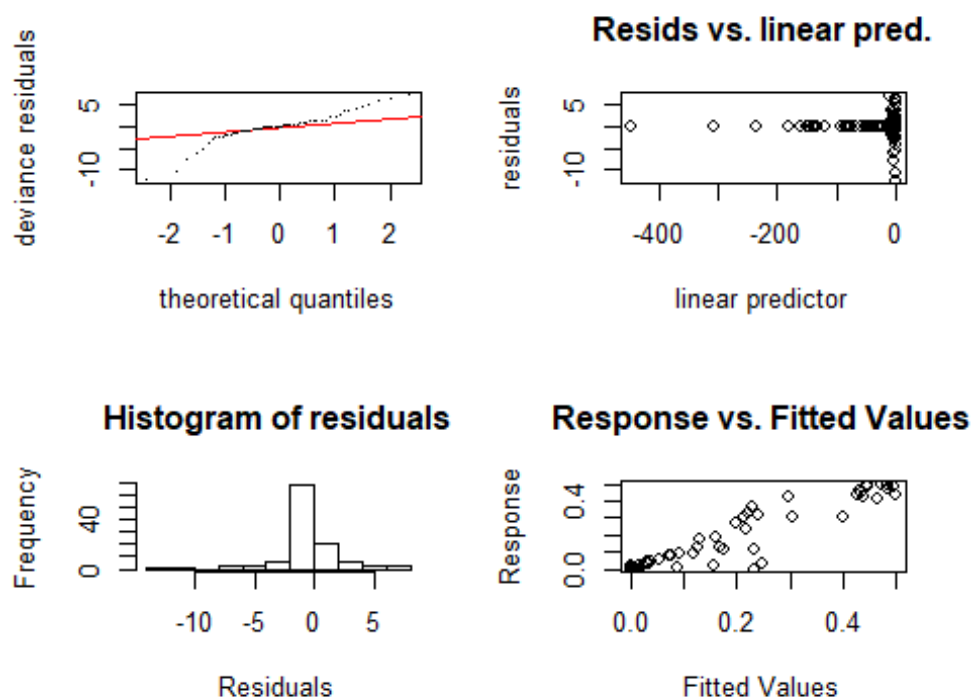 deviance residuals
5
-10
-2 -1 0 1 2
theoretical quantiles
Resids vs. linear pred.
residuals
5
-10
-400 -200 0
linear predictor
Histogram of residuals
Frequency
40
0
-10 -5 0 5
Residuals
Response vs. Fitted Values
Response
0.4
0.0
0.0 0.2 0.4
Fitted Values